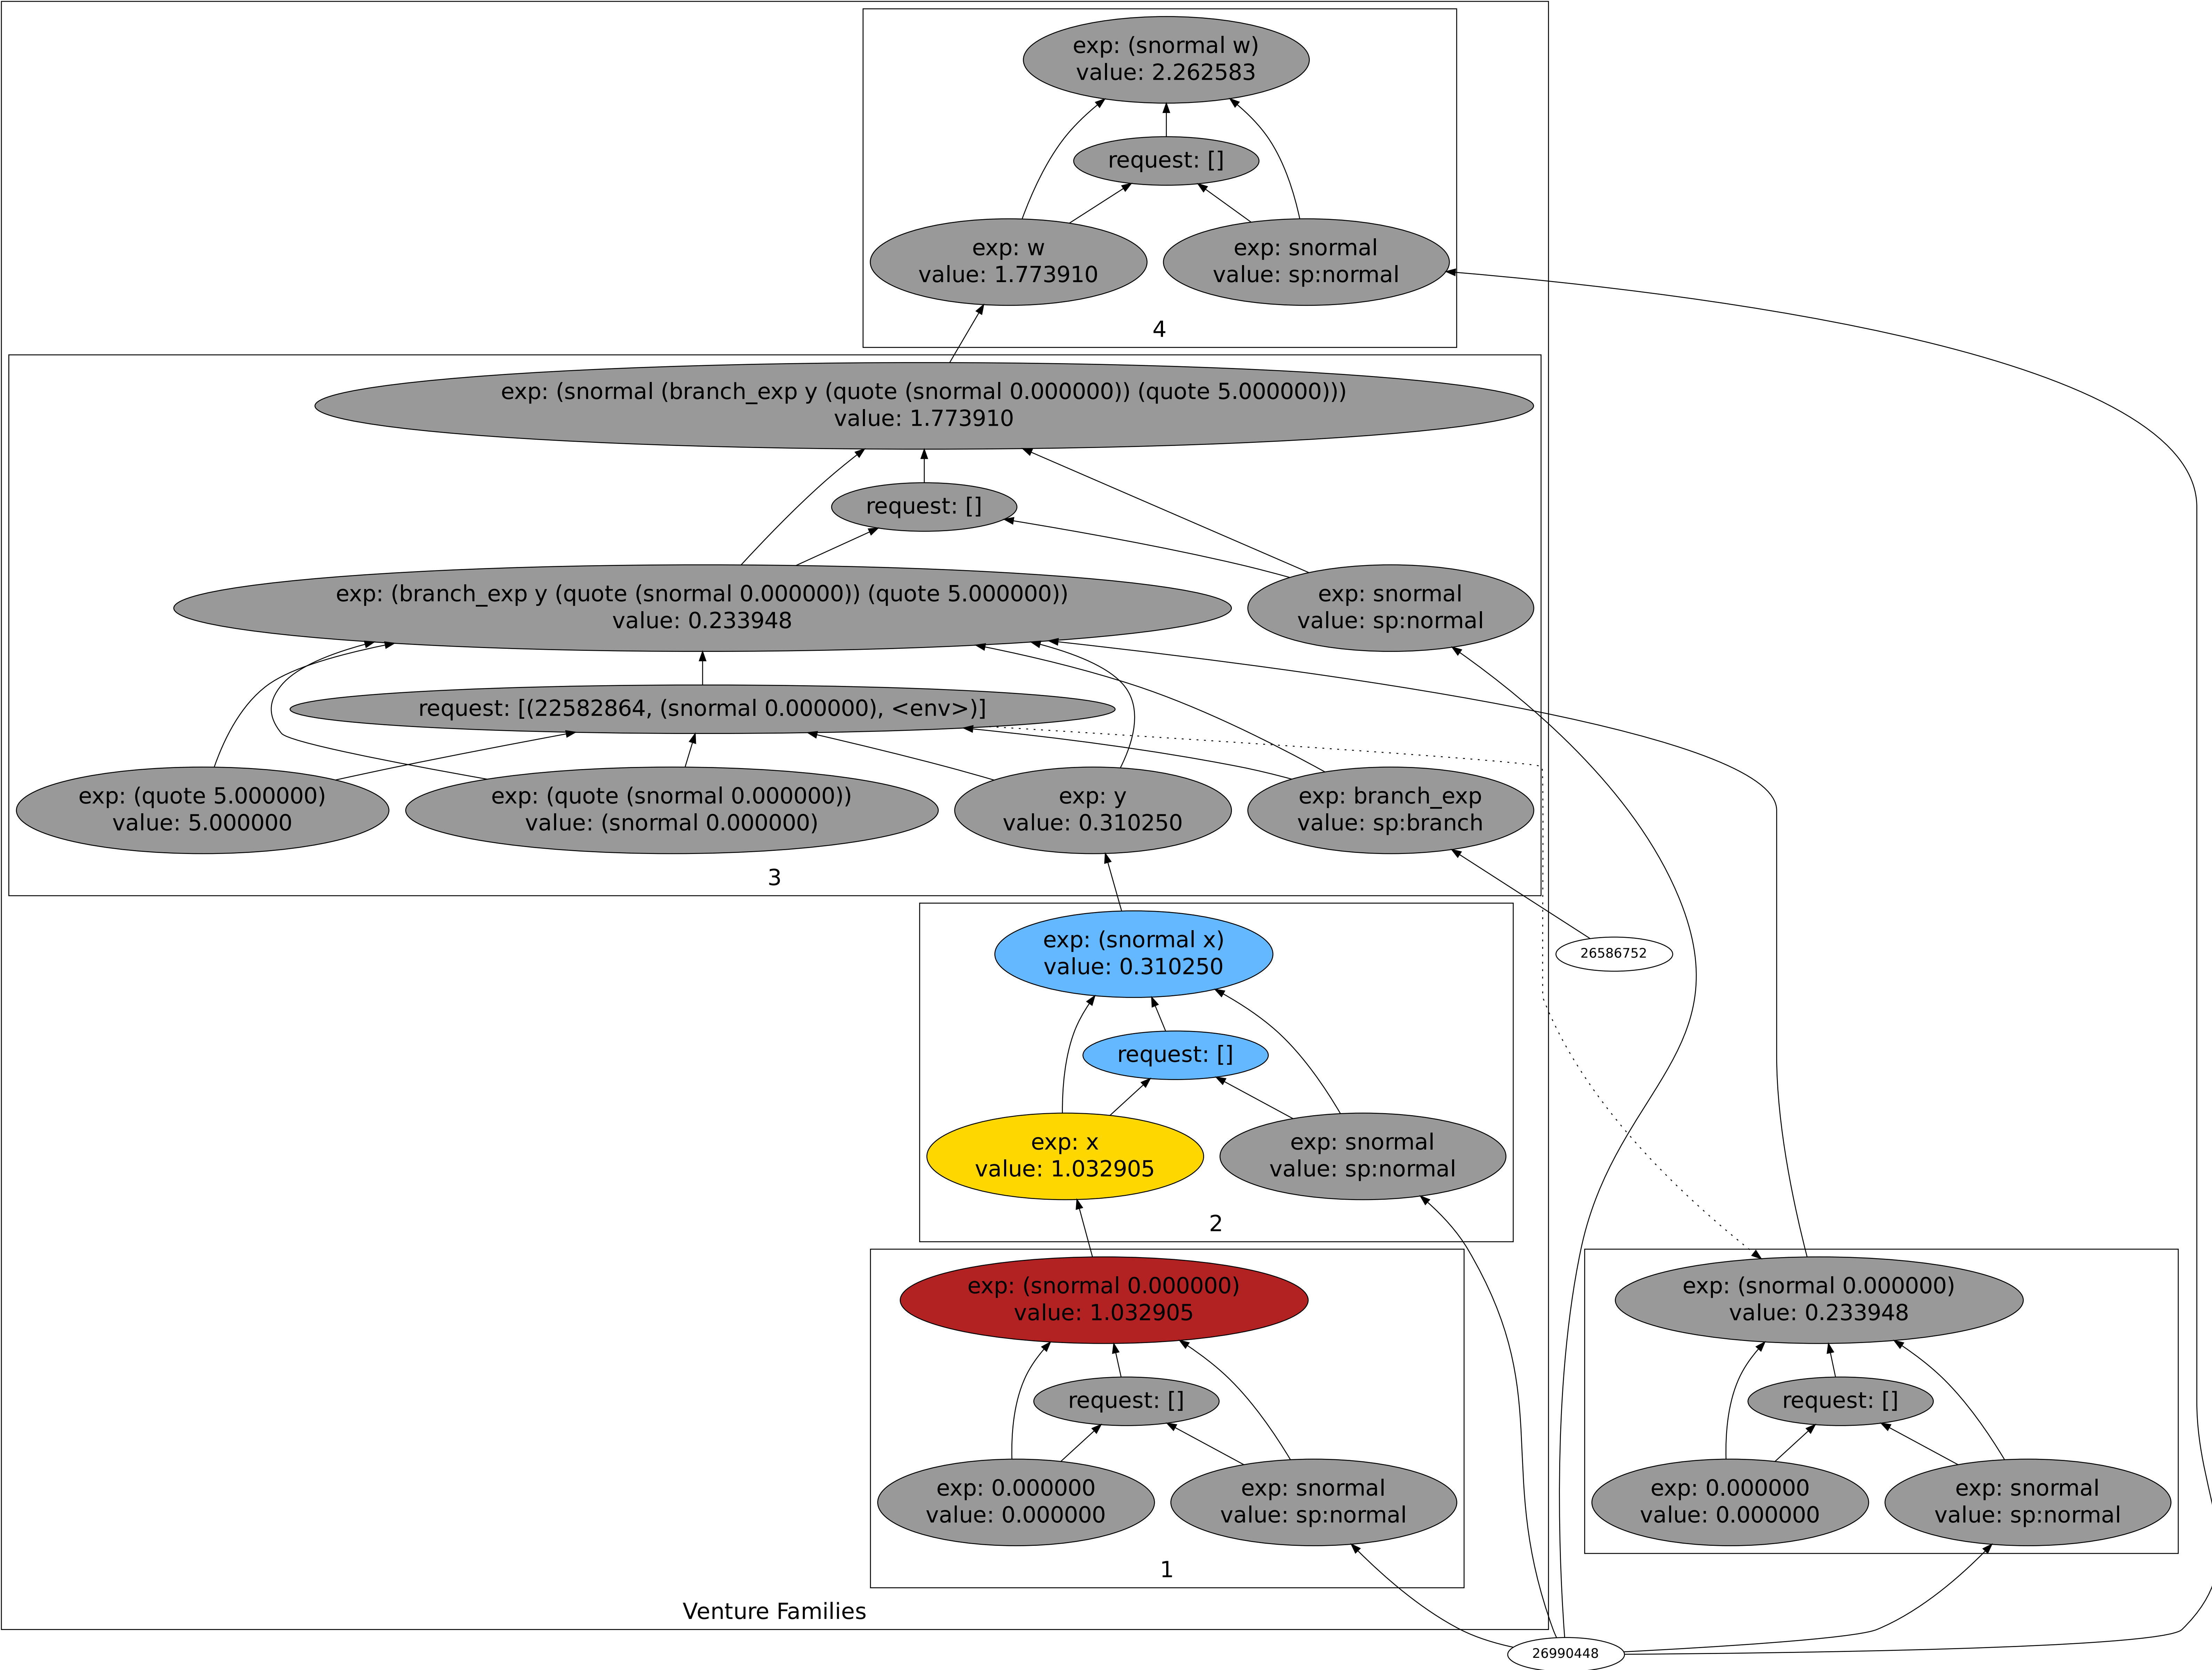 exp: (snormal w)
value: 2.262583
request: []
exp: w
value: 1.773910
exp: snormal
value: sp:normal
4
exp: (snormal (branch_exp y (quote (snormal 0.000000)) (quote 5.000000)))
value: 1.773910
request: []
exp: (branch_exp y (quote (snormal 0.000000)) (quote 5.000000))
value: 0.233948
exp: snormal
value: sp:normal
request: [(22582864, (snormal 0.000000), <env>)]
exp: (quote 5.000000)
value: 5.000000
exp: (quote (snormal 0.000000))
value: (snormal 0.000000)
exp: y
value: 0.310250
exp: branch_exp
value: sp:branch
3
exp: (snormal x)
value: 0.310250
26586752
request: []
exp: x
value: 1.032905
exp: snormal
value: sp:normal
2
exp: (snormal 0.000000)
value: 1.032905
request: []
exp: 0.000000
value: 0.000000
exp: snormal
value: sp:normal
1
exp: (snormal 0.000000)
value: 0.233948
request: []
exp: 0.000000
value: 0.000000
exp: snormal
value: sp:normal
Venture Families
26990448